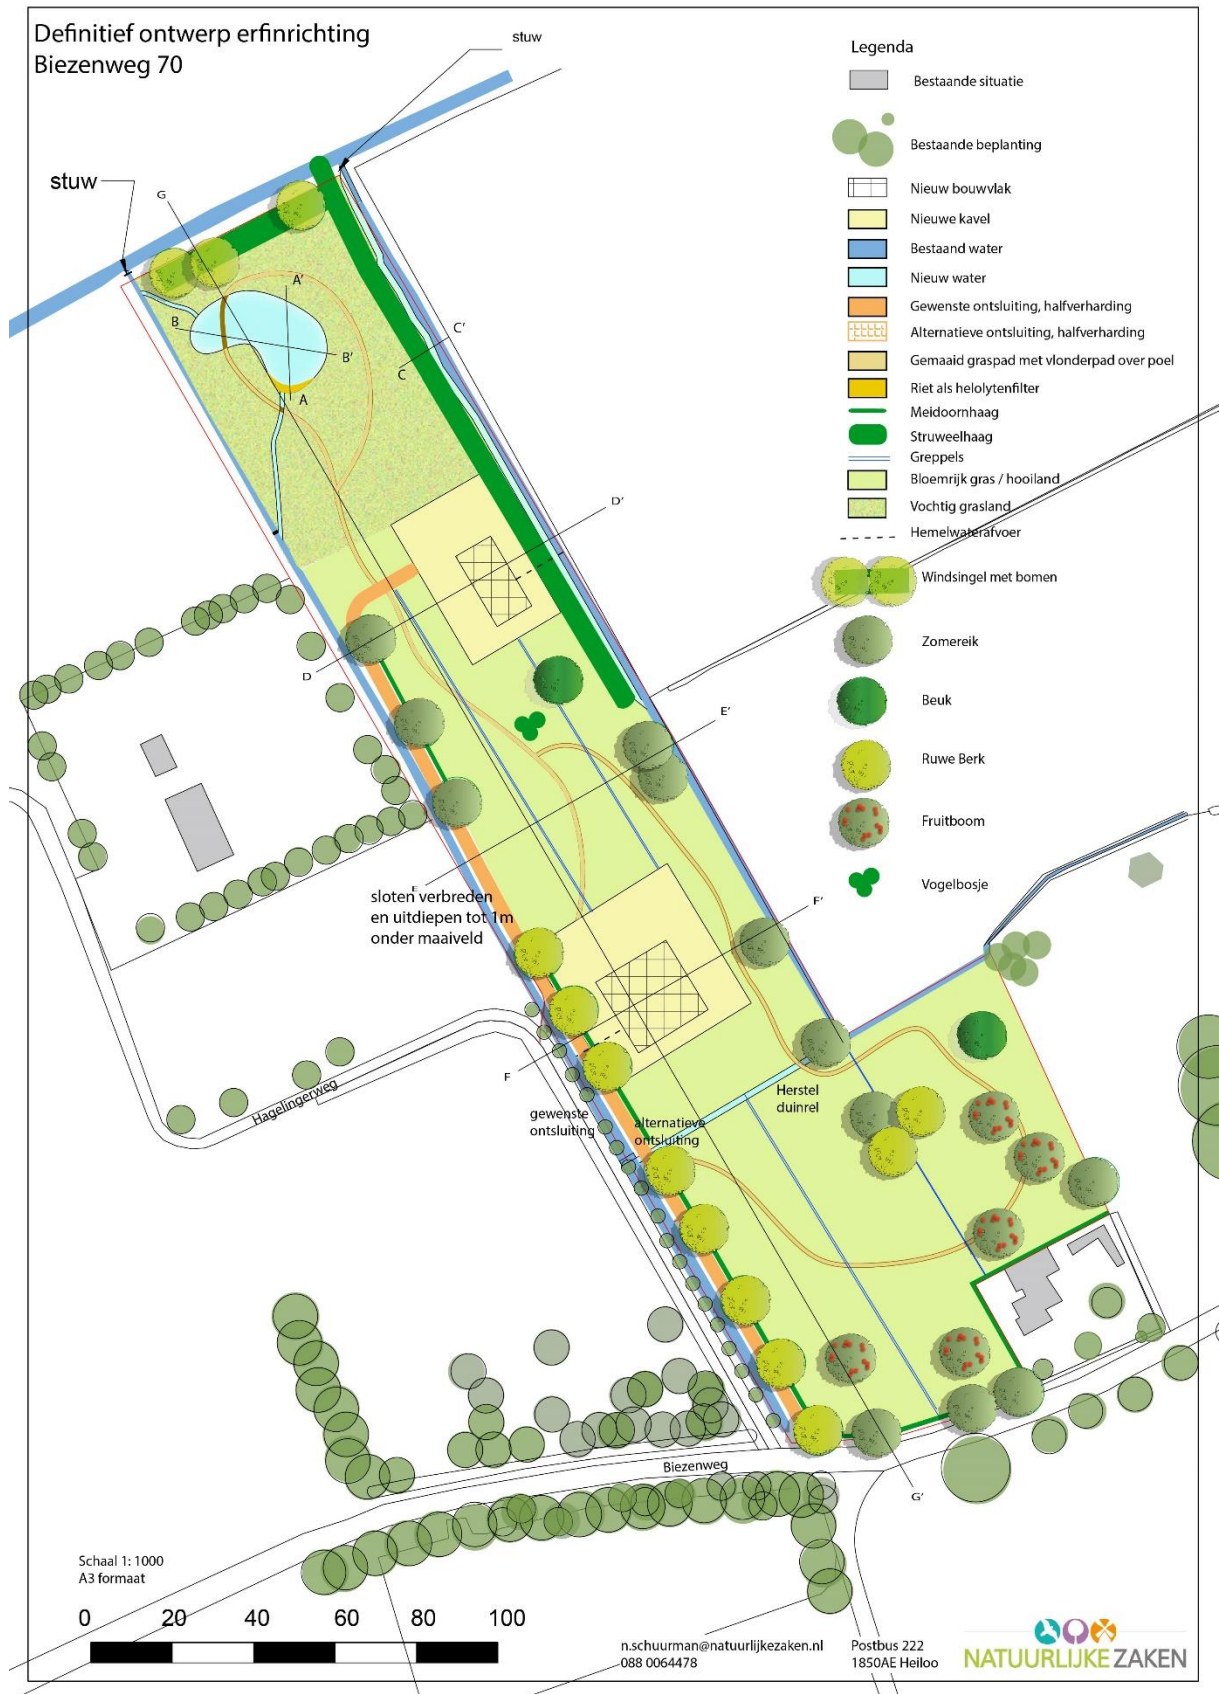 Definitief ontwerp erfinrichting
Biezenweg 70
stuw
stuw
G
A'
B
B'
A
C'
C
D'
D
E'
E
sloten verbreden
en uitdiepen tot 1m
onder maaiveld
F'
F
Hagelingerweg
gewenste
ontsluiting
alternatieve
ontsluiting
Herstel
duinrel
Biezenweg
G'
Legenda
Bestaande situatie
Bestaande beplanting
Nieuw bouwvlak
Nieuwe kavel
Bestaand water
Nieuw water
Gewenste ontsluiting, halfverharding
Alternatieve ontsluiting, halfverharding
Gemaaid graspad met vlonderpad over poel
Riet als helolytenfilter
Meidoornhaag
Struweelhaag
Greppels
Bloemrijk gras / hooiland
Vochtig grasland
Hemelwaterafvoer
Windsingel met bomen
Zomereik
Beuk
Ruwe Berk
Fruitboom
Vogelbosje
Schaal 1: 1000
A3 formaat
0 20 40 60 80 100
n.schuurman@natuurlijkezaken.nl
088 0064478
Postbus 222
1850AE Heiloo
NATUURLIJKE ZAKEN